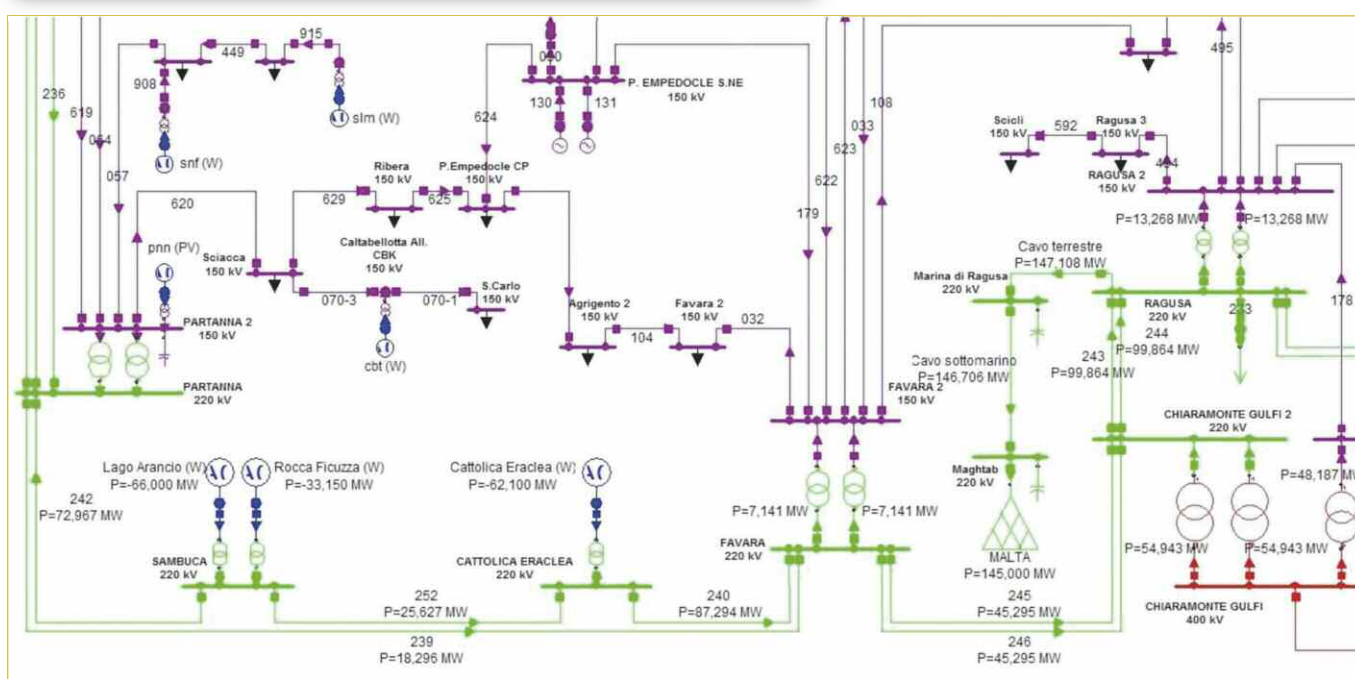 915
449
236
908
030
P. EMPEDOCLE S.NE
150 kV
495
619
054
slm (W)
130
131
624
108
033
snf (W)
623
Scicli
150 kV
592
Ragusa 3
150 kV
057
Ribera
150 kV
P.Empedocle CP
150 kV
RAGUSA 2
150 kV
629
625
622
620
179
P=13,268 MW
P=13,268 MW
pnn (PV)
Caltabellotta All.
CBK
150 kV
Cavo terrestre
P=147,108 MW
Sciacca
150 kV
Marina di Ragusa
220 kV
S.Carlo
150 kV
070-3
070-1
Agrigento 2
150 kV
Favara 2
150 kV
RAGUSA
220 kV
178
PARTANNA 2
150 kV
032
104
244
P=99,864 MW
243
P=99,864 MW
cbt (W)
Cavo sottomarino
P=146,706 MW
PARTANNA
220 kV
FAVARA 2
150 kV
CHIARAMONTE GULFI 2
220 kV
Lago Arancio (W)
P=-66,000 MW
Rocca Ficuzza (W)
P=-33,150 MW
Cattolica Eraclea (W)
P=-62,100 MW
Maghtab
220 kV
P=48,187 MW
242
P=72,967 MW
P=7,141 MW
P=7,141 MW
FAVARA
220 kV
P=54,943 MW
P=54,943 MW
SAMBUCA
220 kV
CATTOLICA ERACLEA
220 kV
MALTA
P=145,000 MW
252
P=25,627 MW
240
P=87,294 MW
245
P=45,295 MW
CHIARAMONTE GULFI
400 kV
239
P=18,296 MW
246
P=45,295 MW